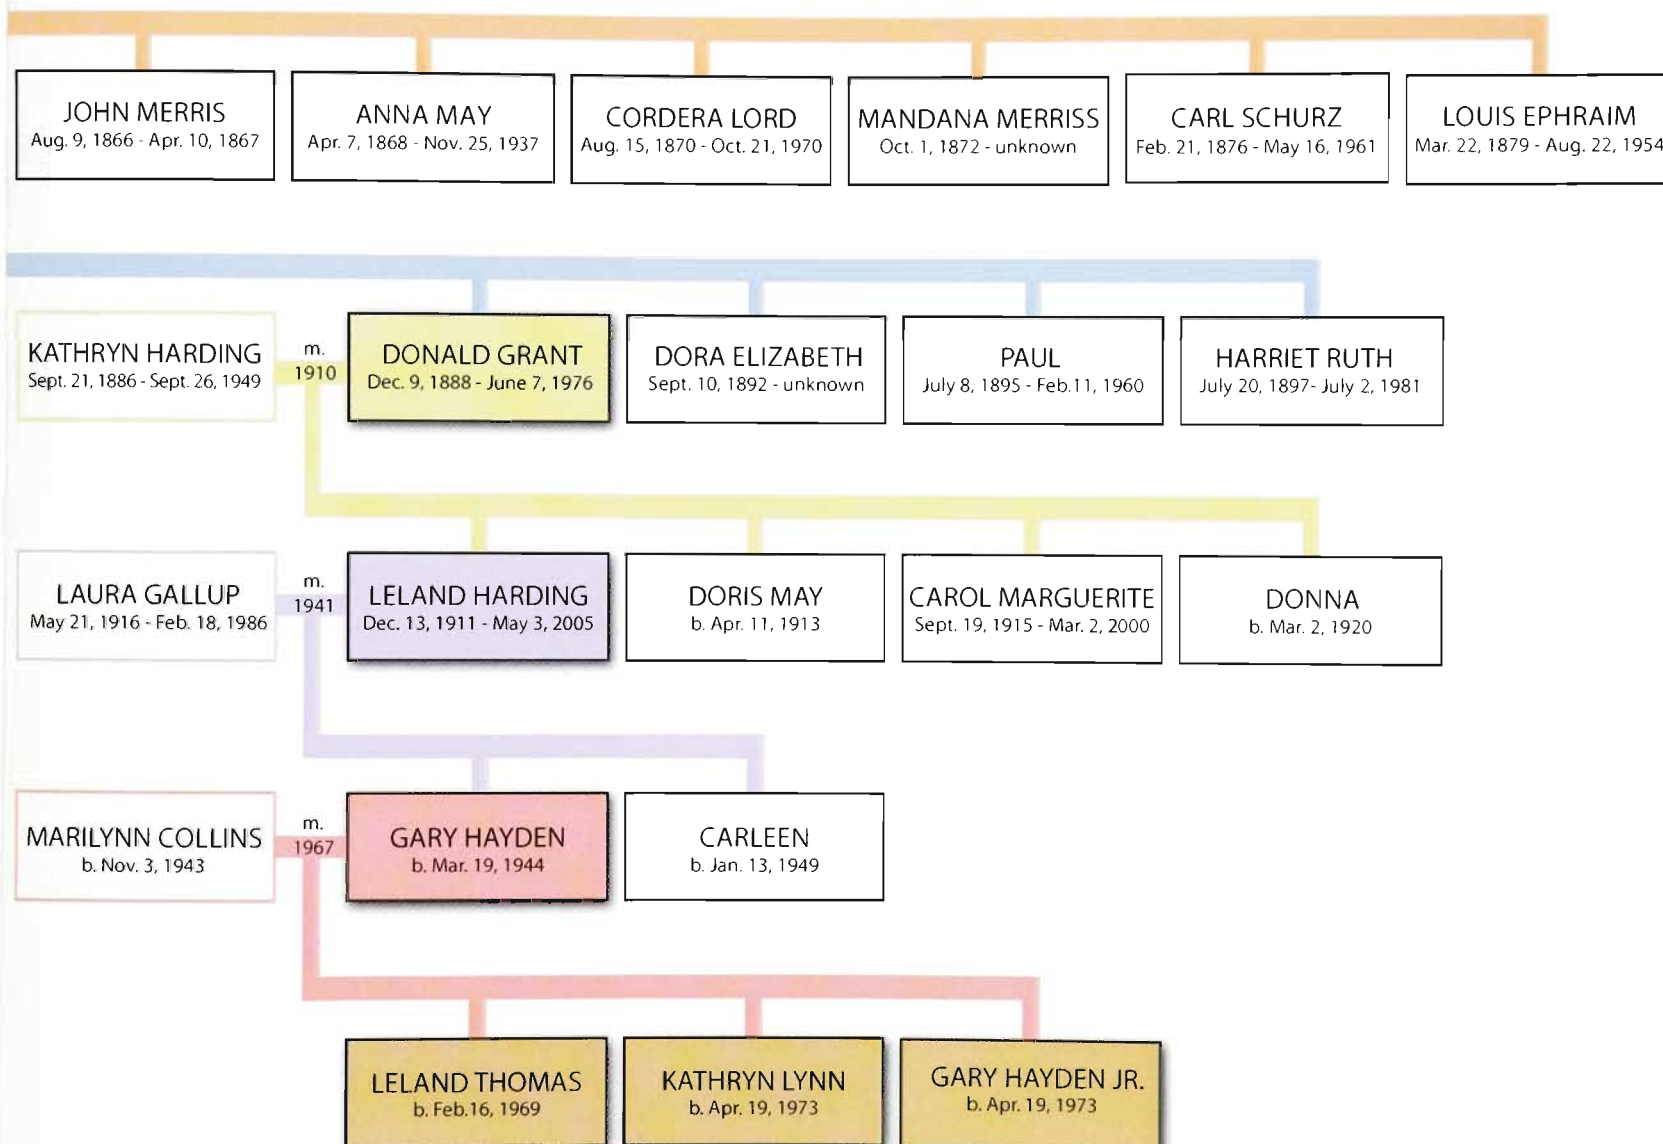 JOHN MERRIS
Aug. 9, 1866 - Apr. 10, 1867
ANNA MAY
Apr. 7, 1868 - Nov. 25, 1937
CORDERA LORD
Aug. 15, 1870 - Oct. 21, 1970
MANDANA MERRISS
Oct. 1, 1872 - unknown
CARL SCHURZ
Feb. 21, 1876 - May 16, 1961
LOUIS EPHRAIM
Mar. 22, 1879 - Aug. 22, 1954
KATHRYN HARDING
Sept. 21, 1886 - Sept. 26, 1949
m.
1910
DONALD GRANT
Dec. 9, 1888 - June 7, 1976
DORA ELIZABETH
Sept. 10, 1892 - unknown
PAUL
July 8, 1895 - Feb.11, 1960
HARRIET RUTH
July 20, 1897- July 2, 1981
LAURA GALLUP
May 21, 1916 - Feb. 18, 1986
m.
1941
LELAND HARDING
Dec. 13, 1911 - May 3, 2005
DORIS MAY
b. Apr. 11, 1913
CAROL MARGUERITE
Sept. 19, 1915 - Mar. 2, 2000
DONNA
b. Mar. 2, 1920
MARILYNN COLLINS
b. Nov. 3, 1943
m.
1967
GARY HAYDEN
b. Mar. 19, 1944
CARLEEN
b. Jan. 13, 1949
LELAND THOMAS
b. Feb.16, 1969
KATHRYN LYNN
b. Apr. 19, 1973
GARY HAYDEN JR.
b. Apr. 19, 1973